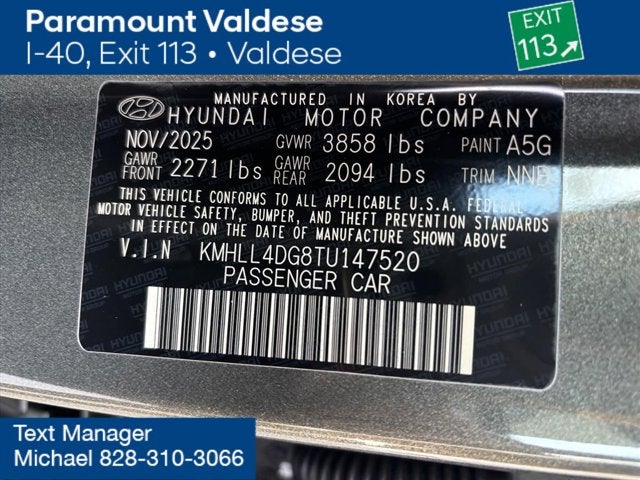 Paramount Valdese
I-40, Exit 113 • Valdese
EXIT
113
MANUFACTURED IN KOREA BY
HYUNDAI MOTOR COMPANY
NOV/2025 GVWR 3858 lbs PAINT A5G
GAWR FRONT 2271 lbs GAWR REAR 2094 lbs TRIM NNB
THIS VEHICLE CONFORMS TO ALL APPLICABLE U.S.A. FEDERAL
MOTOR VEHICLE SAFETY, BUMPER, AND THEFT PREVENTION STANDARDS
IN EFFECT ON THE DATE OF MANUFACTURE SHOWN ABOVE.
V.I.N KMHLL4DG8TU147520
PASSENGER CAR
Text Manager
Michael 828-310-3066